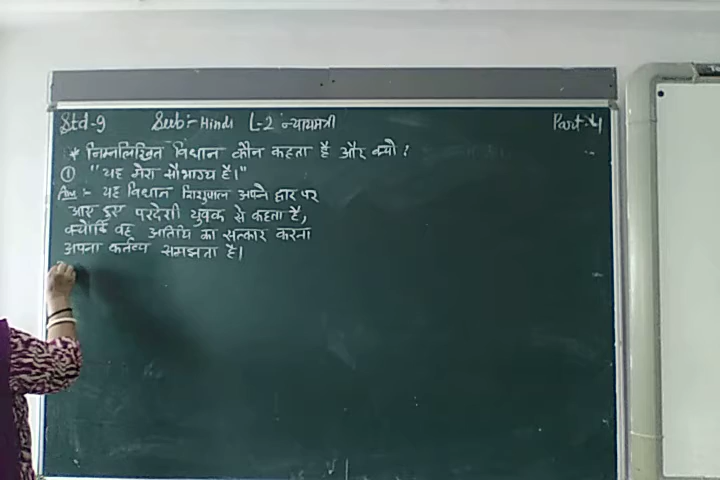 Std-9 Sub:- Hindi L-2 न्यायमंत्री Part-4
* निम्नलिखित विधान कौन कहता है और क्यों ?
① "यह मेरा सौभाग्य है।"
Ans :- यह विधान शिशुपाल अपने द्वार पर
आए हुए परदेसी युवक से कहता है,
क्योंकि वह अतिथि का सत्कार करना
अपना कर्तव्य समझता है।